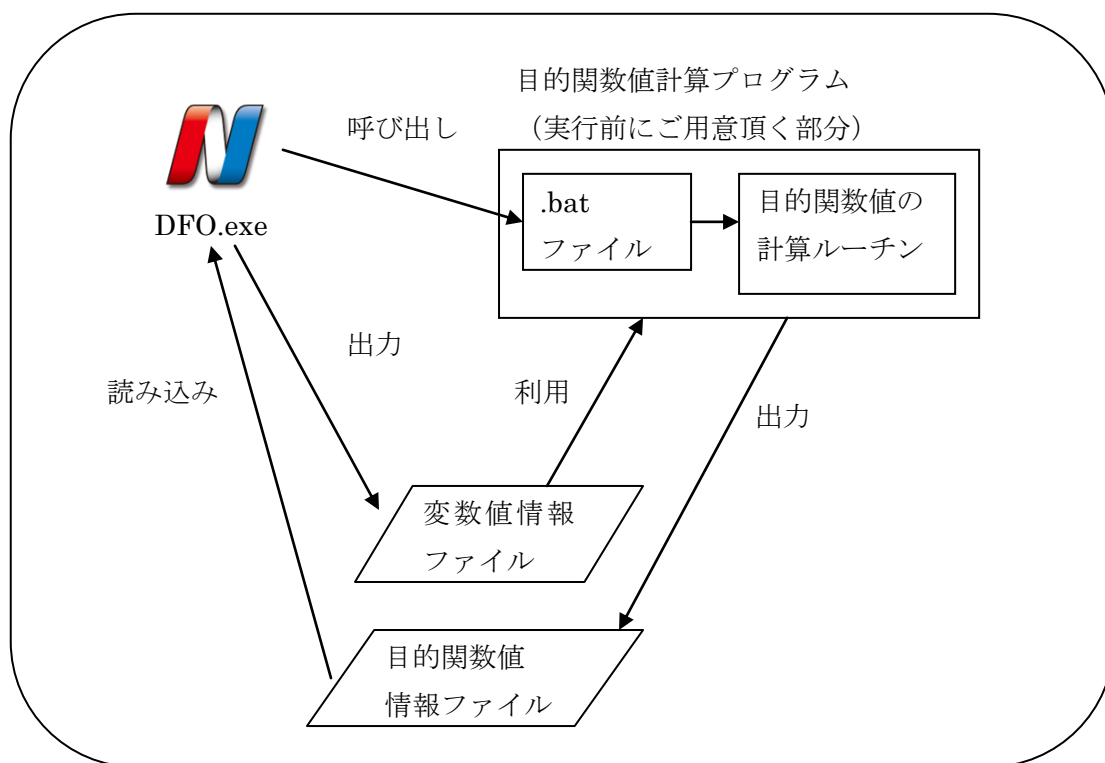 目的関数値計算プログラム
（実行前にご用意頂く部分）
呼び出し
.bat
ファイル
目的関数値の
計算ルーチン
DFO.exe
出力
読み込み
利用
出力
変数値情報
ファイル
目的関数値
情報ファイル